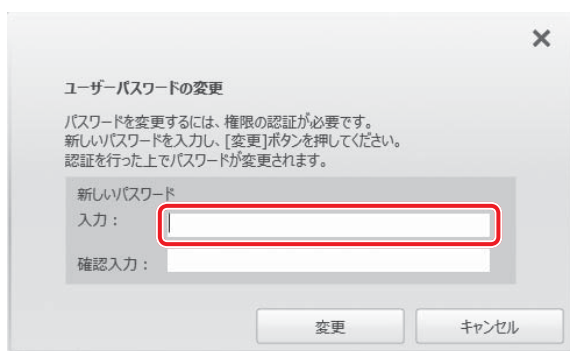 ユーザーパスワードの変更
パスワードを変更するには、権限の認証が必要です。
新しいパスワードを入力し、[変更]ボタンを押してください。
認証を行った上でパスワードが変更されます。
新しいパスワード
入力：
確認入力：
変更 キャンセル